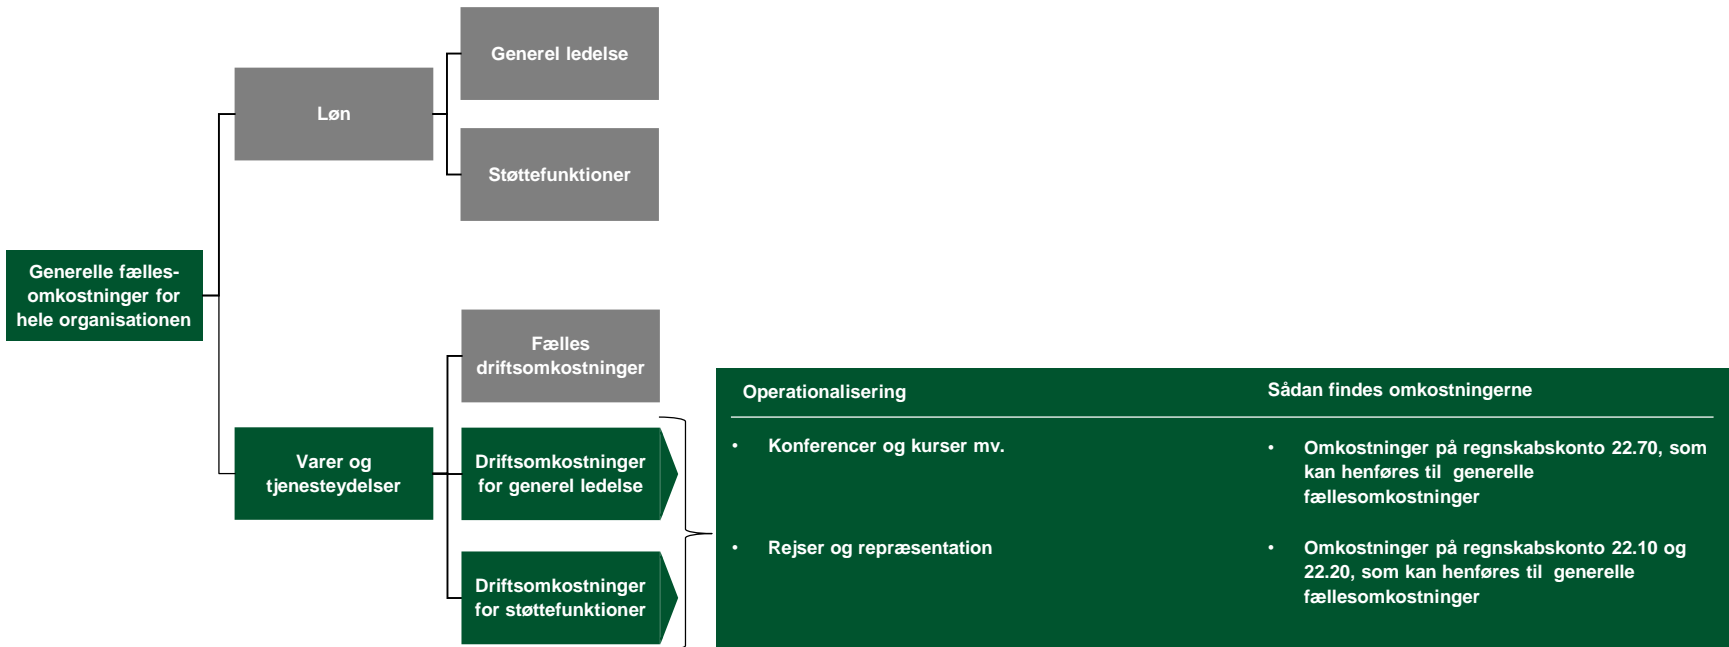 Generel ledelse
Løn
Støttefunktioner
Generelle fælles-
omkostninger for
hele organisationen
Fælles
driftsomkostninger
Varer og
tjenesteydelser
Driftsomkostninger
for generel ledelse
Driftsomkostninger
for støttefunktioner
Operationalisering
Sådan findes omkostningerne
• Konferencer og kurser mv.
• Omkostninger på regnskabskonto 22.70, som
kan henføres til generelle
fællesomkostninger
• Rejser og repræsentation
• Omkostninger på regnskabskonto 22.10 og
22.20, som kan henføres til generelle
fællesomkostninger